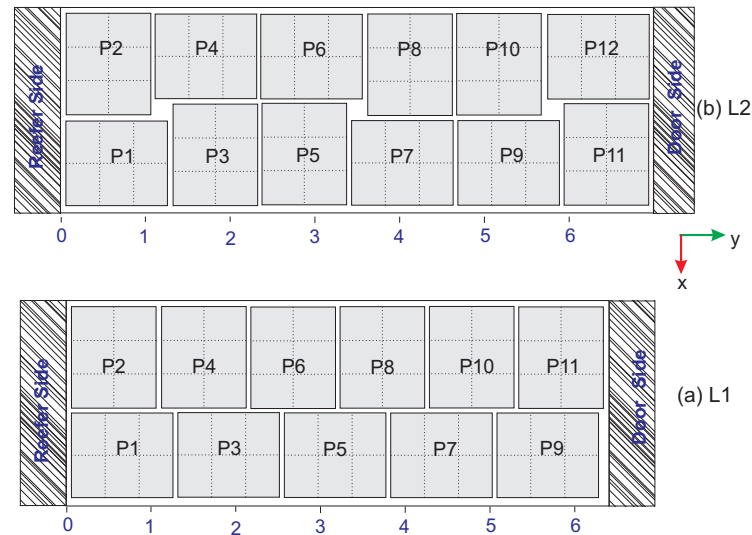 P2 P4 P6 P8 P10 P12
Reefer Side
Door Side
(b) L2
P1 P3 P5 P7 P9 P11
0 1 2 3 4 5 6
y
x
P2 P4 P6 P8 P10 P11
Reefer Side
Door Side
(a) L1
P1 P3 P5 P7 P9
0 1 2 3 4 5 6